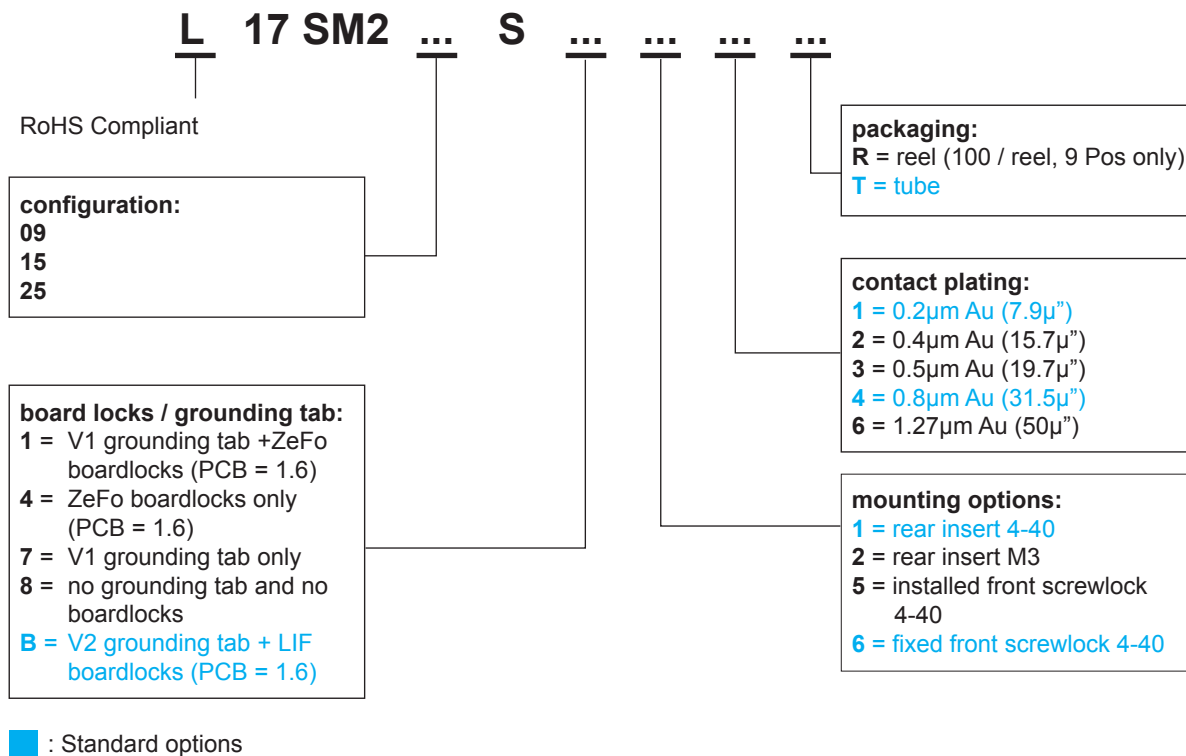 L 17 SM2 ... S ... ... ... ...
RoHS Compliant
configuration:
09
15
25
board locks / grounding tab:
1 = V1 grounding tab +ZeFo
boardlocks (PCB = 1.6)
4 = ZeFo boardlocks only
(PCB = 1.6)
7 = V1 grounding tab only
8 = no grounding tab and no
boardlocks
B = V2 grounding tab + LIF
boardlocks (PCB = 1.6)
packaging:
R = reel (100 / reel, 9 Pos only)
T = tube
contact plating:
1 = 0.2µm Au (7.9µ”)
2 = 0.4µm Au (15.7µ”)
3 = 0.5µm Au (19.7µ”)
4 = 0.8µm Au (31.5µ”)
6 = 1.27µm Au (50µ”)
mounting options:
1 = rear insert 4-40
2 = rear insert M3
5 = installed front screwlock
4-40
6 = fixed front screwlock 4-40
: Standard options